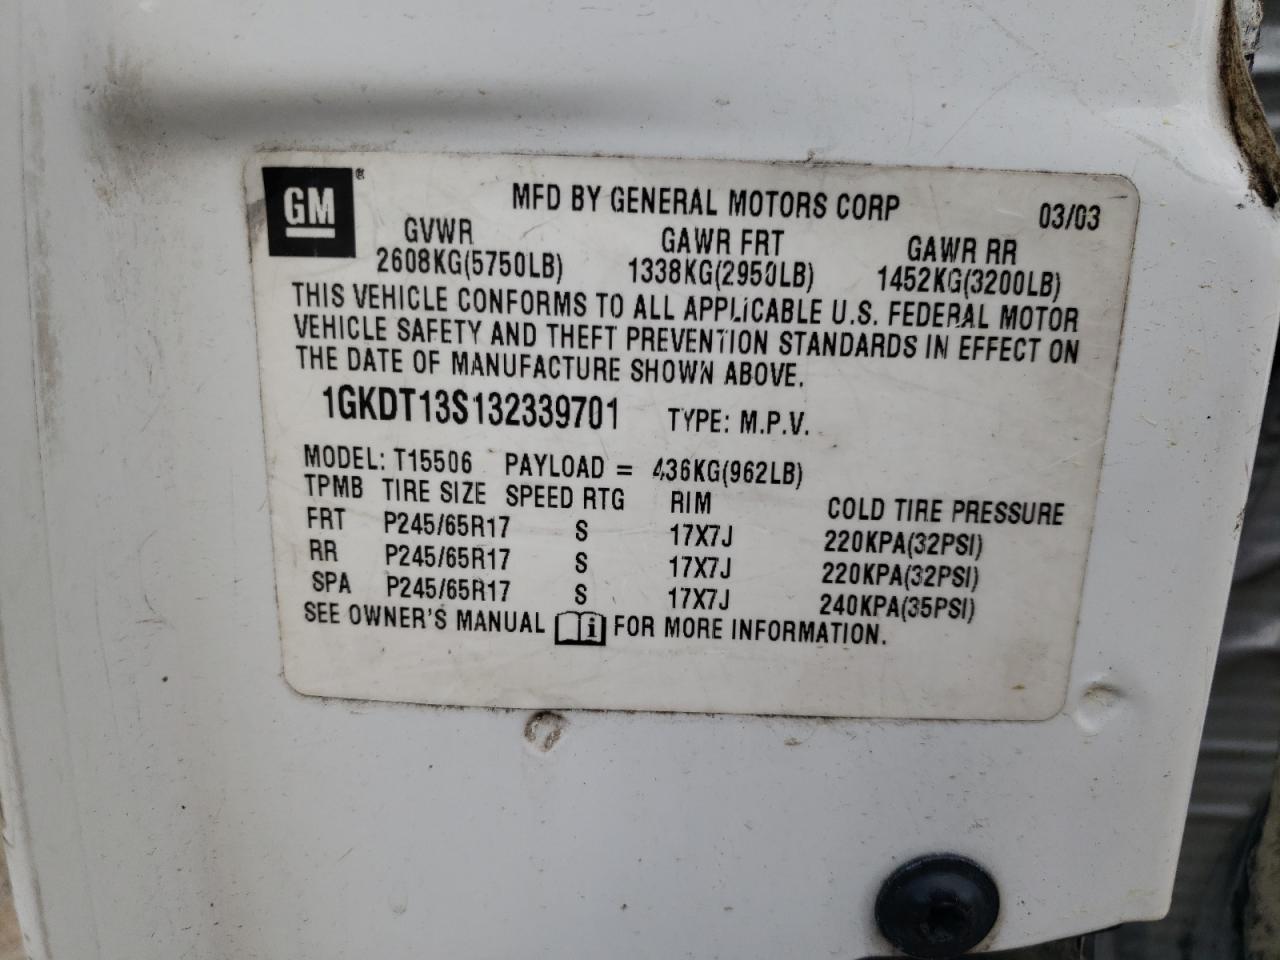 GM®
MFD BY GENERAL MOTORS CORP 03/03
GVWR GAWR FRT GAWR RR
2608KG(5750LB) 1338KG(2950LB) 1452KG(3200LB)
THIS VEHICLE CONFORMS TO ALL APPLICABLE U.S. FEDERAL MOTOR
VEHICLE SAFETY AND THEFT PREVENTION STANDARDS IN EFFECT ON
THE DATE OF MANUFACTURE SHOWN ABOVE.
1GKDT13S132339701 TYPE: M.P.V.
MODEL: T15506 PAYLOAD = 436KG(962LB)
TPMB TIRE SIZE SPEED RTG RIM COLD TIRE PRESSURE
FRT P245/65R17 S 17X7J 220KPA(32PSI)
RR P245/65R17 S 17X7J 220KPA(32PSI)
SPA P245/65R17 S 17X7J 240KPA(35PSI)
SEE OWNER'S MANUAL i FOR MORE INFORMATION.